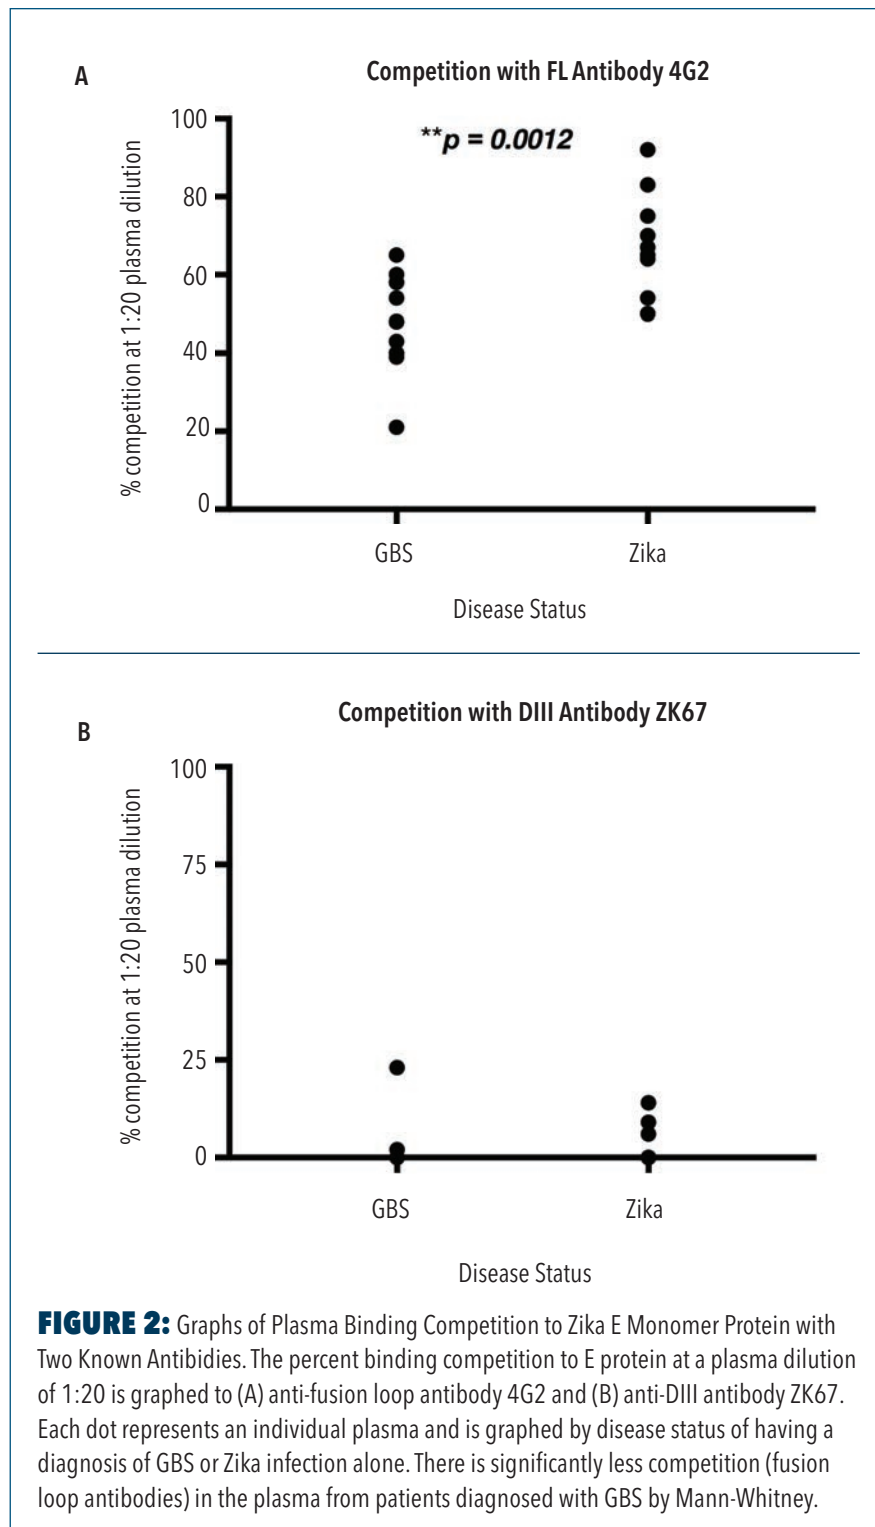 A
Competition with FL Antibody 4G2
**p = 0.0012
100
80
60
40
20
0
% competition at 1:20 plasma dilution
GBS
Zika
Disease Status
B
Competition with DIII Antibody ZK67
100
75
50
25
0
% competition at 1:20 plasma dilution
GBS
Zika
Disease Status
FIGURE 2: Graphs of Plasma Binding Competition to Zika E Monomer Protein with
Two Known Antibidies. The percent binding competition to E protein at a plasma dilution
of 1:20 is graphed to (A) anti-fusion loop antibody 4G2 and (B) anti-DIII antibody ZK67.
Each dot represents an individual plasma and is graphed by disease status of having a
diagnosis of GBS or Zika infection alone. There is significantly less competition (fusion
loop antibodies) in the plasma from patients diagnosed with GBS by Mann-Whitney.